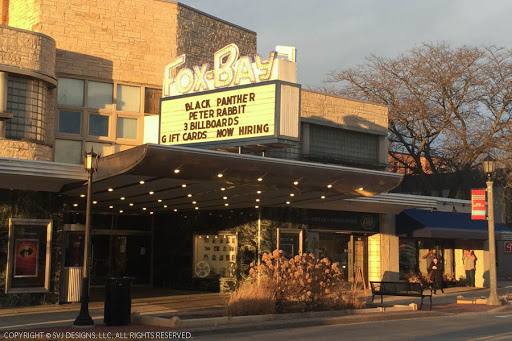 Fox-Bay
BLACK PANTHER
PETER RABBIT
3 BILLBOARDS
GIFT CARDS NOW HIRING
COPYRIGHT © SVJ DESIGNS, LLC. ALL RIGHTS RESERVED.